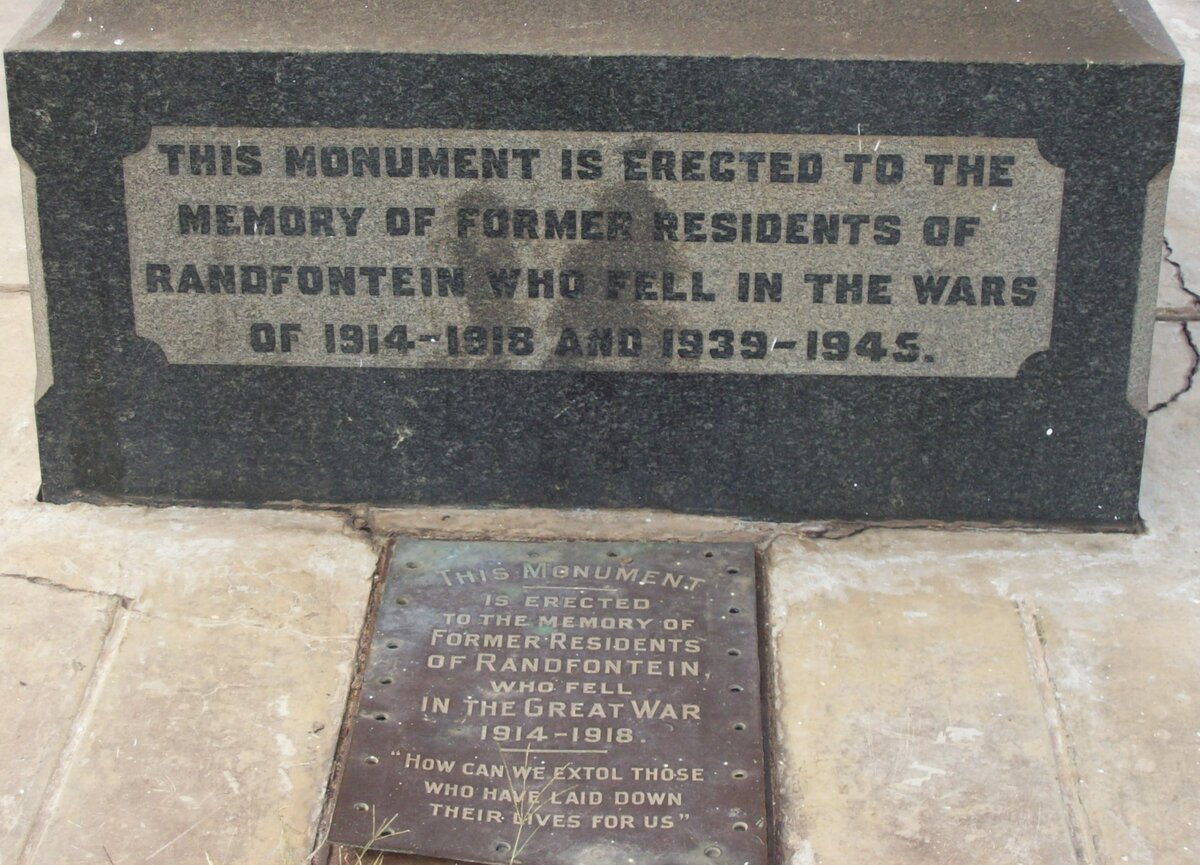 THIS MONUMENT IS ERECTED TO THE
MEMORY OF FORMER RESIDENTS OF
RANDFONTEIN WHO FELL IN THE WARS
OF 1914-1918 AND 1939-1945.
THIS MONUMENT
IS ERECTED
TO THE MEMORY OF
FORMER RESIDENTS
OF RANDFONTEIN,
WHO FELL
IN THE GREAT WAR
1914-1918.
"HOW CAN WE EXTOL THOSE
WHO HAVE LAID DOWN
THEIR LIVES FOR US"